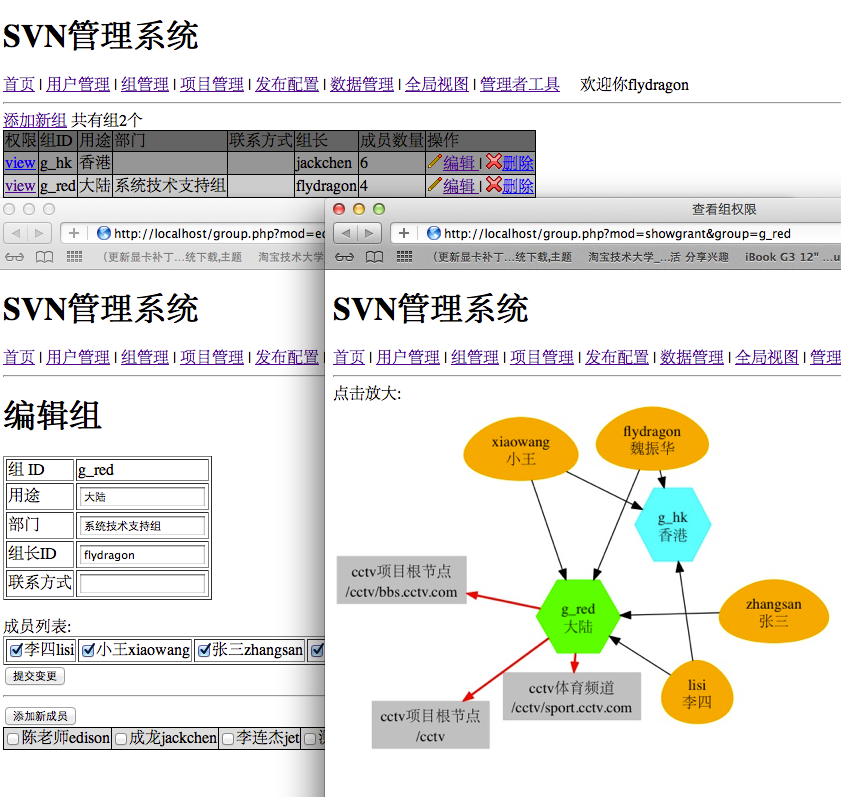 SVN管理系统
首页 | 用户管理 | 组管理 | 项目管理 | 发布配置 | 数据管理 | 全局视图 | 管理者工具 欢迎你flydragon
添加新组 共有组2个
权限 组ID 用途 部门 联系方式 组长 成员数量 操作
view g_hk 香港 jackchen 6 编辑 | 删除
view g_red 大陆 系统技术支持组 flydragon 4 编辑 | 删除
http://localhost/group.php?mod=ed
(更新显卡补丁...统下载,主题 淘宝技术大学
SVN管理系统
首页 | 用户管理 | 组管理 | 项目管理 | 发布配置
编辑组
组 ID g_red
用途 大陆
部门 系统技术支持组
组长ID flydragon
联系方式
成员列表:
李四lisi 小王xiaowang 张三zhangsan
提交变更
添加新成员
陈老师edison 成龙jackchen 李连杰jet
查看组权限
http://localhost/group.php?mod=showgrant&group=g_red
(更新显卡补丁...统下载,主题 淘宝技术大学_...活 分享兴趣 iBook G3 12" ...u
SVN管理系统
首页 | 用户管理 | 组管理 | 项目管理 | 发布配置 | 数据管理 | 全局视图 | 管理
点击放大:
xiaowang
小王
flydragon
魏振华
g_hk
香港
cctv项目根节点
/cctv/bbs.cctv.com
g_red
大陆
zhangsan
张三
cctv体育频道
/cctv/sport.cctv.com
lisi
李四
cctv项目根节点
/cctv